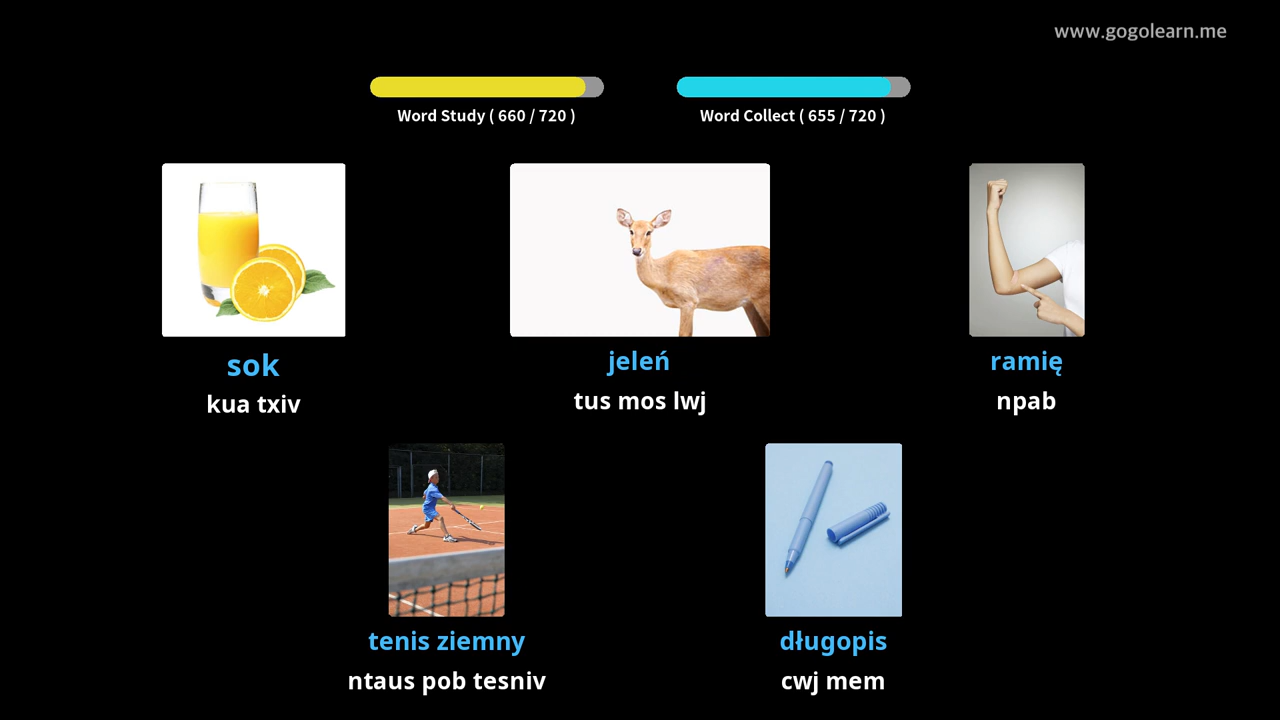 www.gogolearn.me
Word Study ( 660 / 720 )
Word Collect ( 655 / 720 )
sok
kua txiv
jeleń
tus mos lwj
ramię
npab
tenis ziemny
ntaus pob tesniv
długopis
cwj mem